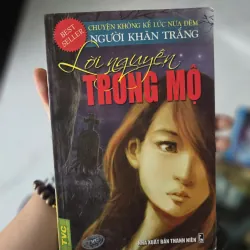 BEST
SELLER
CHUYỆN KHÔNG KỂ LÚC NỬA ĐÊM
NGƯỜI KHĂN TRẮNG
Lời nguyền
TRONG MỘ
TVC
NHÀ XUẤT BẢN THANH NIÊN